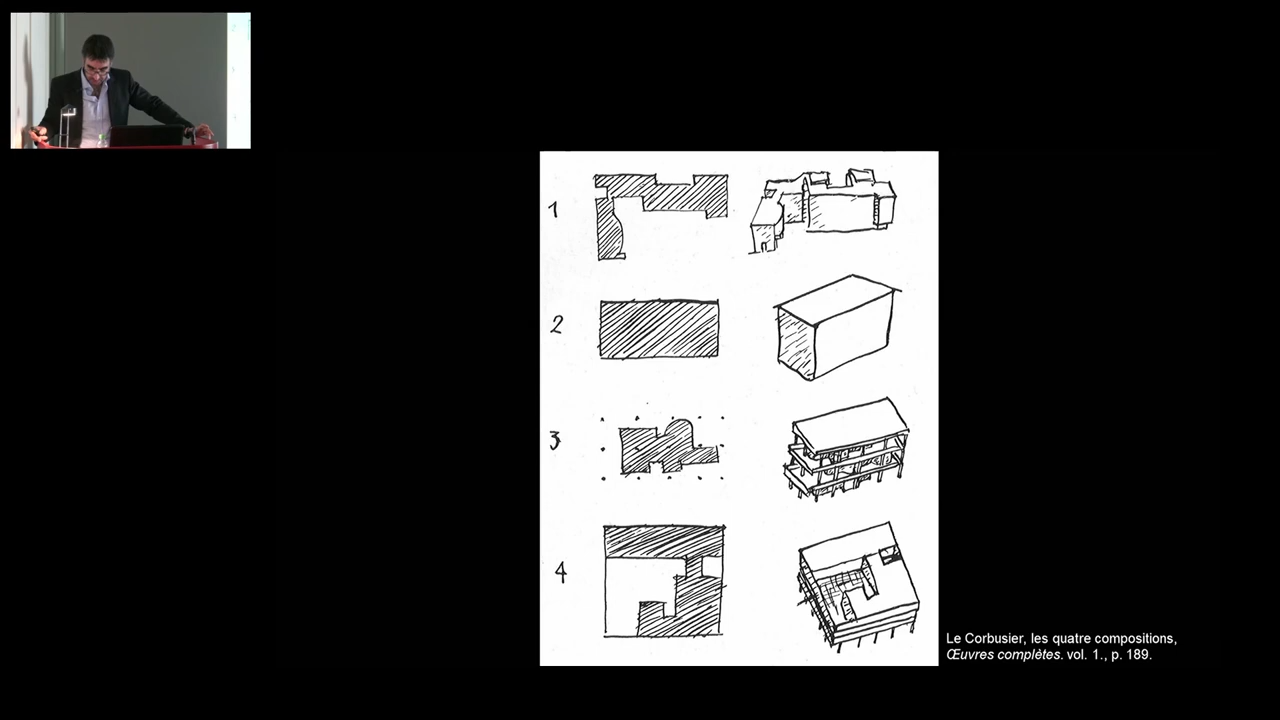 1
2
3
4
Le Corbusier, les quatre compositions,
Œuvres complètes. vol. 1., p. 189.